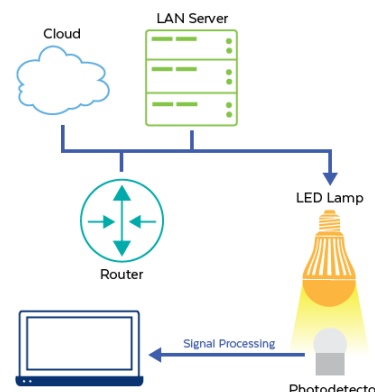 LAN Server
Cloud
LED Lamp
Router
Signal Processing
Photodetecto